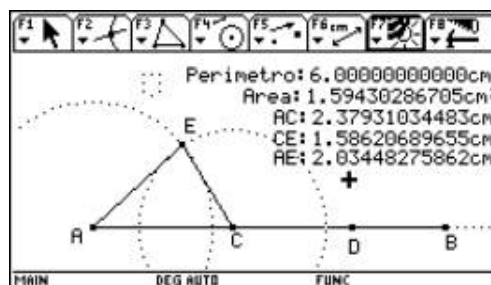 F1 F2 F3 F4 F5 F6 cm F7 F8
Perimetro: 6.00000000000cm
Area: 1.59430286705cm
AC: 2.37931034483cm
CE: 1.58620689655cm
AE: 2.03448275862cm
E
A C D B
MAIN DEG AUTO FUNC